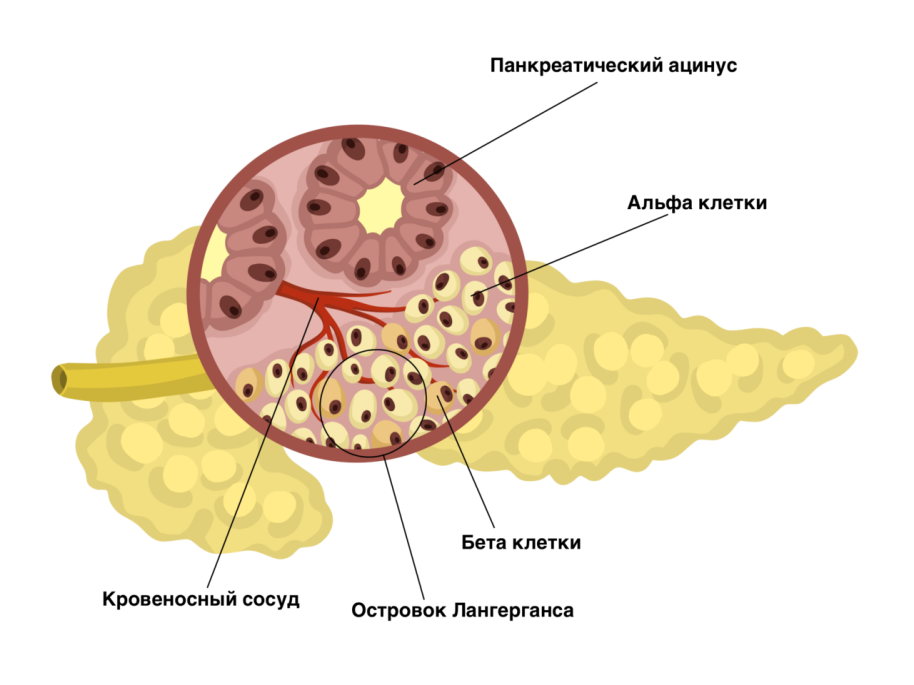 Панкреатический ацинус
Альфа клетки
Бета клетки
Кровеносный сосуд
Островок Лангерганса